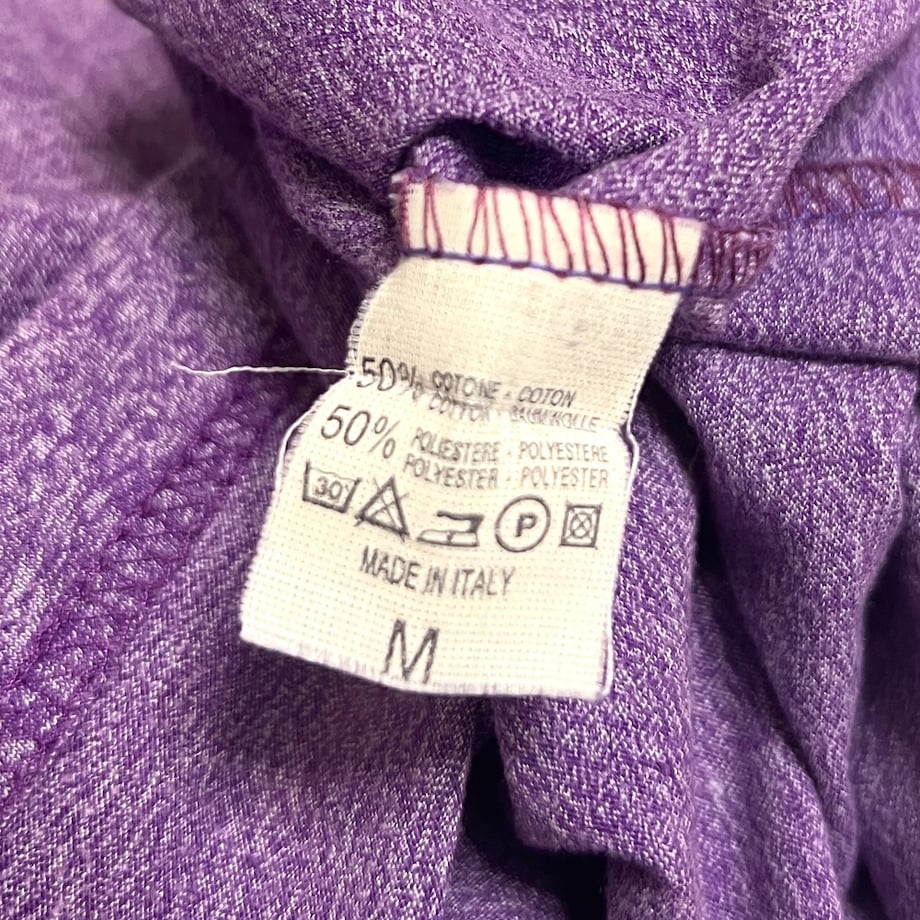 50% COTONE - COTON
COTTON - BAUMWOLLE
50% POLIESTERE - POLYESTERE
POLYESTER - POLYESTER
30 P
MADE IN ITALY
M